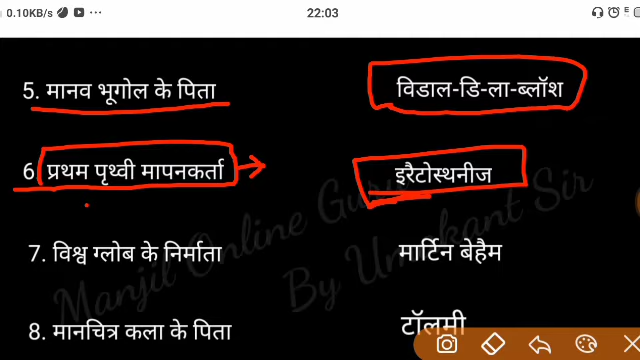 0.10KB/s 22:03
5. मानव भूगोल के पिता विडाल-डि-ला-ब्लॉश
6 प्रथम पृथ्वी मापनकर्ता इरैटोस्थनीज
7. विश्व ग्लोब के निर्माता मार्टिन बेहैम
8. मानचित्र कला के पिता टॉलमी
Manjil Online Guru
By Umakant Sir